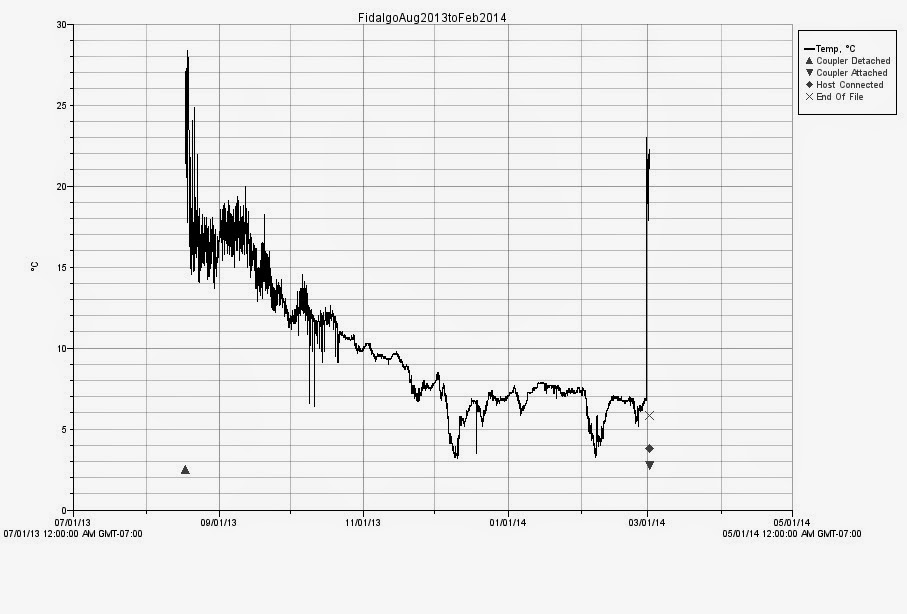 FidalgoAug2013toFeb2014
30
25
20
15
10
5
0
°C
Temp, °C
Coupler Detached
Coupler Attached
Host Connected
End Of File
07/01/13 09/01/13 11/01/13 01/01/14 03/01/14 05/01/14
07/01/13 12:00:00 AM GMT-07:00 05/01/14 12:00:00 AM GMT-07:00